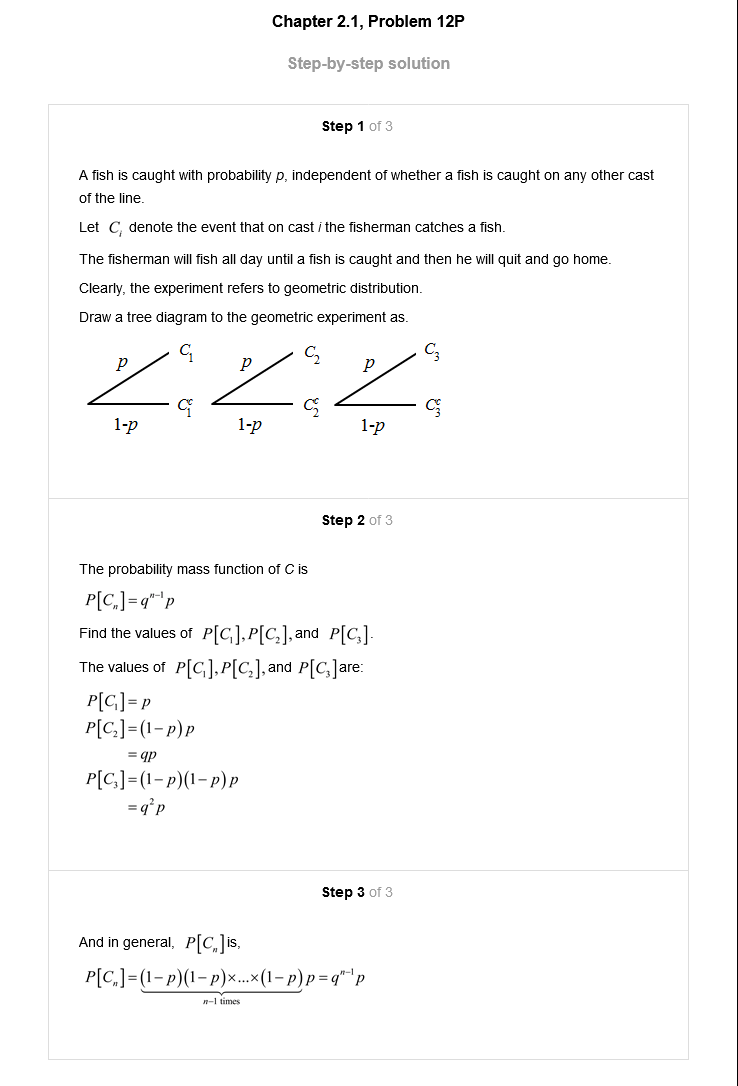 Chapter 2.1, Problem 12P
Step-by-step solution
Step 1 of 3
A fish is caught with probability p, independent of whether a fish is caught on any other cast
of the line.
Let C_i denote the event that on cast i the fisherman catches a fish.
The fisherman will fish all day until a fish is caught and then he will quit and go home.
Clearly, the experiment refers to geometric distribution.
Draw a tree diagram to the geometric experiment as.
p C_1 p C_2 p C_3
C_1^c C_2^c C_3^c
1-p 1-p 1-p
Step 2 of 3
The probability mass function of C is
P[C_n]=q^{n-1}p
Find the values of P[C_1],P[C_2],and P[C_3].
The values of P[C_1],P[C_2],and P[C_3]are:
P[C_1]=p
P[C_2]=(1-p)p
=qp
P[C_3]=(1-p)(1-p)p
=q^2p
Step 3 of 3
And in general, P[C_n]is,
P[C_n]=(1-p)(1-p)×...×(1-p)p=q^{n-1}p
n-1 times